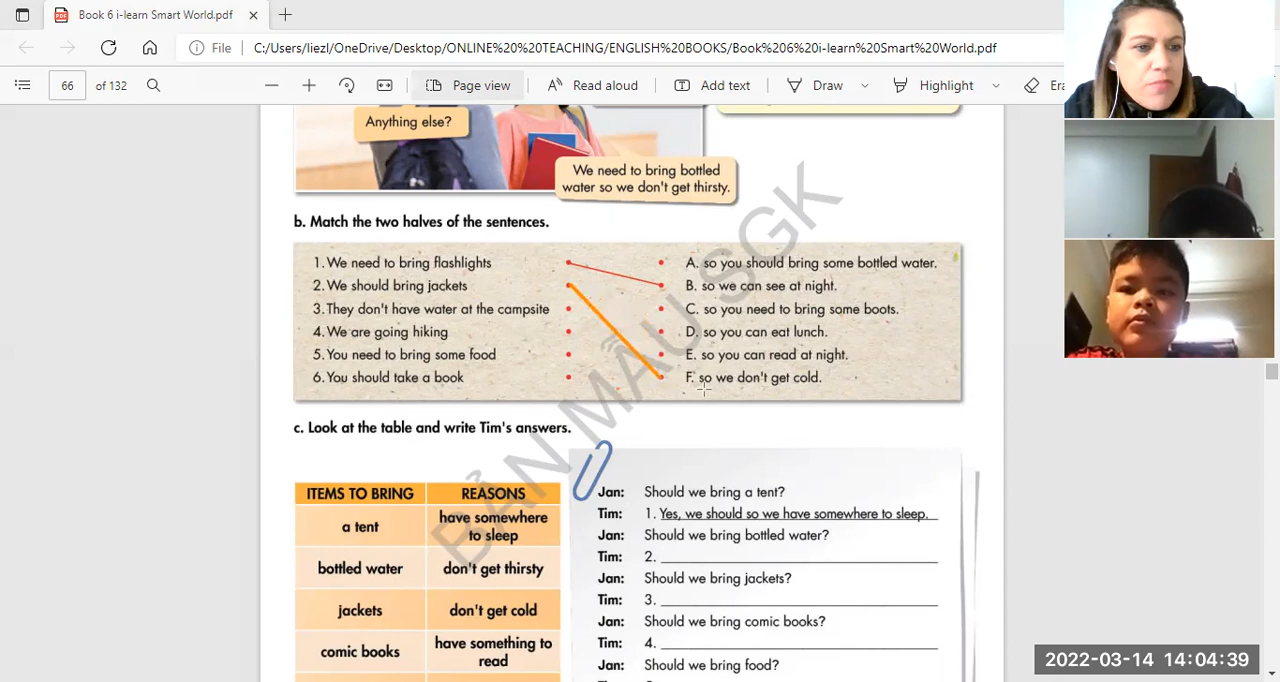 Book 6 i-learn Smart World.pdf
File C:/Users/liezl/OneDrive/Desktop/ONLINE%20%20TEACHING/ENGLISH%20BOOKS/Book%206%20i-learn%20Smart%20World.pdf
66 of 132 Page view Read aloud Add text Draw Highlight Era
Anything else?
We need to bring bottled
water so we don't get thirsty.
b. Match the two halves of the sentences.
1. We need to bring flashlights
2. We should bring jackets
3. They don't have water at the campsite
4. We are going hiking
5. You need to bring some food
6. You should take a book
A. so you should bring some bottled water.
B. so we can see at night.
C. so you need to bring some boots.
D. so you can eat lunch.
E. so you can read at night.
F. so we don't get cold.
BẢN MẪU SGK
c. Look at the table and write Tim's answers.
ITEMS TO BRING REASONS
a tent have somewhere
to sleep
bottled water don't get thirsty
jackets don't get cold
comic books have something to
read
Jan: Should we bring a tent?
Tim: 1. Yes, we should so we have somewhere to sleep.
Jan: Should we bring bottled water?
Tim: 2.
Jan: Should we bring jackets?
Tim: 3.
Jan: Should we bring comic books?
Tim: 4.
Jan: Should we bring food?
2022-03-14 14:04:39